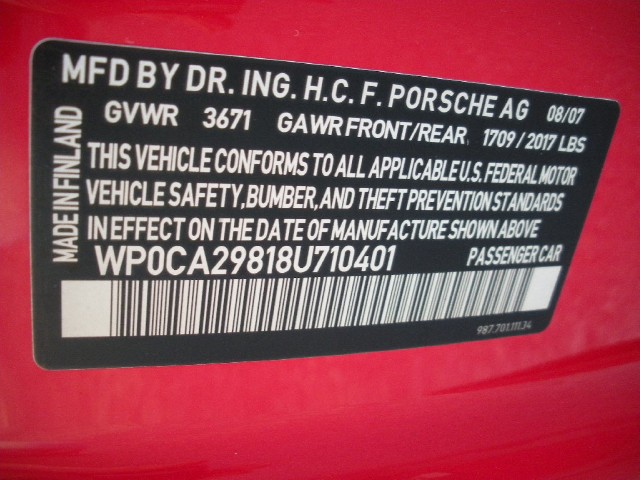 MFD BY DR. ING. H.C. F. PORSCHE AG 08/07
GVWR 3671 GAWR FRONT/REAR 1709 / 2017 LBS
MADE IN FINLAND
THIS VEHICLE CONFORMS TO ALL APPLICABLE U.S. FEDERAL MOTOR
VEHICLE SAFETY, BUMBER, AND THEFT PREVENTION STANDARDS
IN EFFECT ON THE DATE OF MANUFACTURE SHOWN ABOVE
WP0CA29818U710401 PASSENGER CAR
987.701.111.34